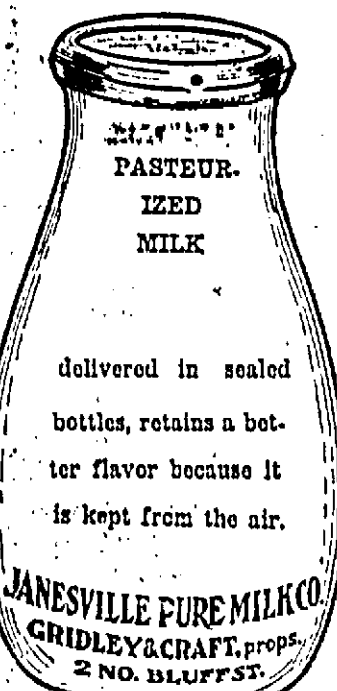 PASTEUR-
IZED
MILK
delivered in sealed
bottles, retains a bet-
ter flavor because it
is kept from the air.
JANESVILLE PURE MILK CO.
GRIDLEY & CRAFT, props.
2 NO. BLUFF ST.